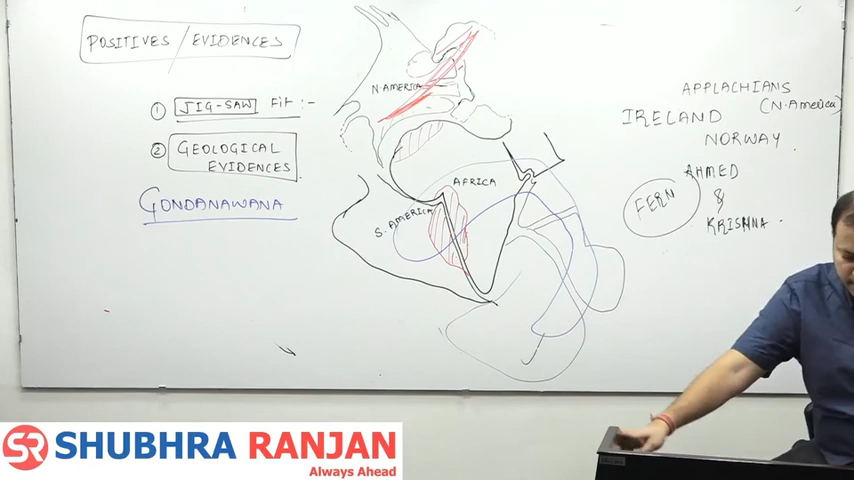 POSITIVES / EVIDENCES
① JIG-SAW Fit :-
② GEOLOGICAL
EVIDENCES
GONDANAWANA
N.AMERICA
AFRICA
S.AMERICA
APPLACHIANS
(N.America)
IRELAND
NORWAY
FERN
AHMED
&
KRISHNA
SR SHUBHRA RANJAN
Always Ahead